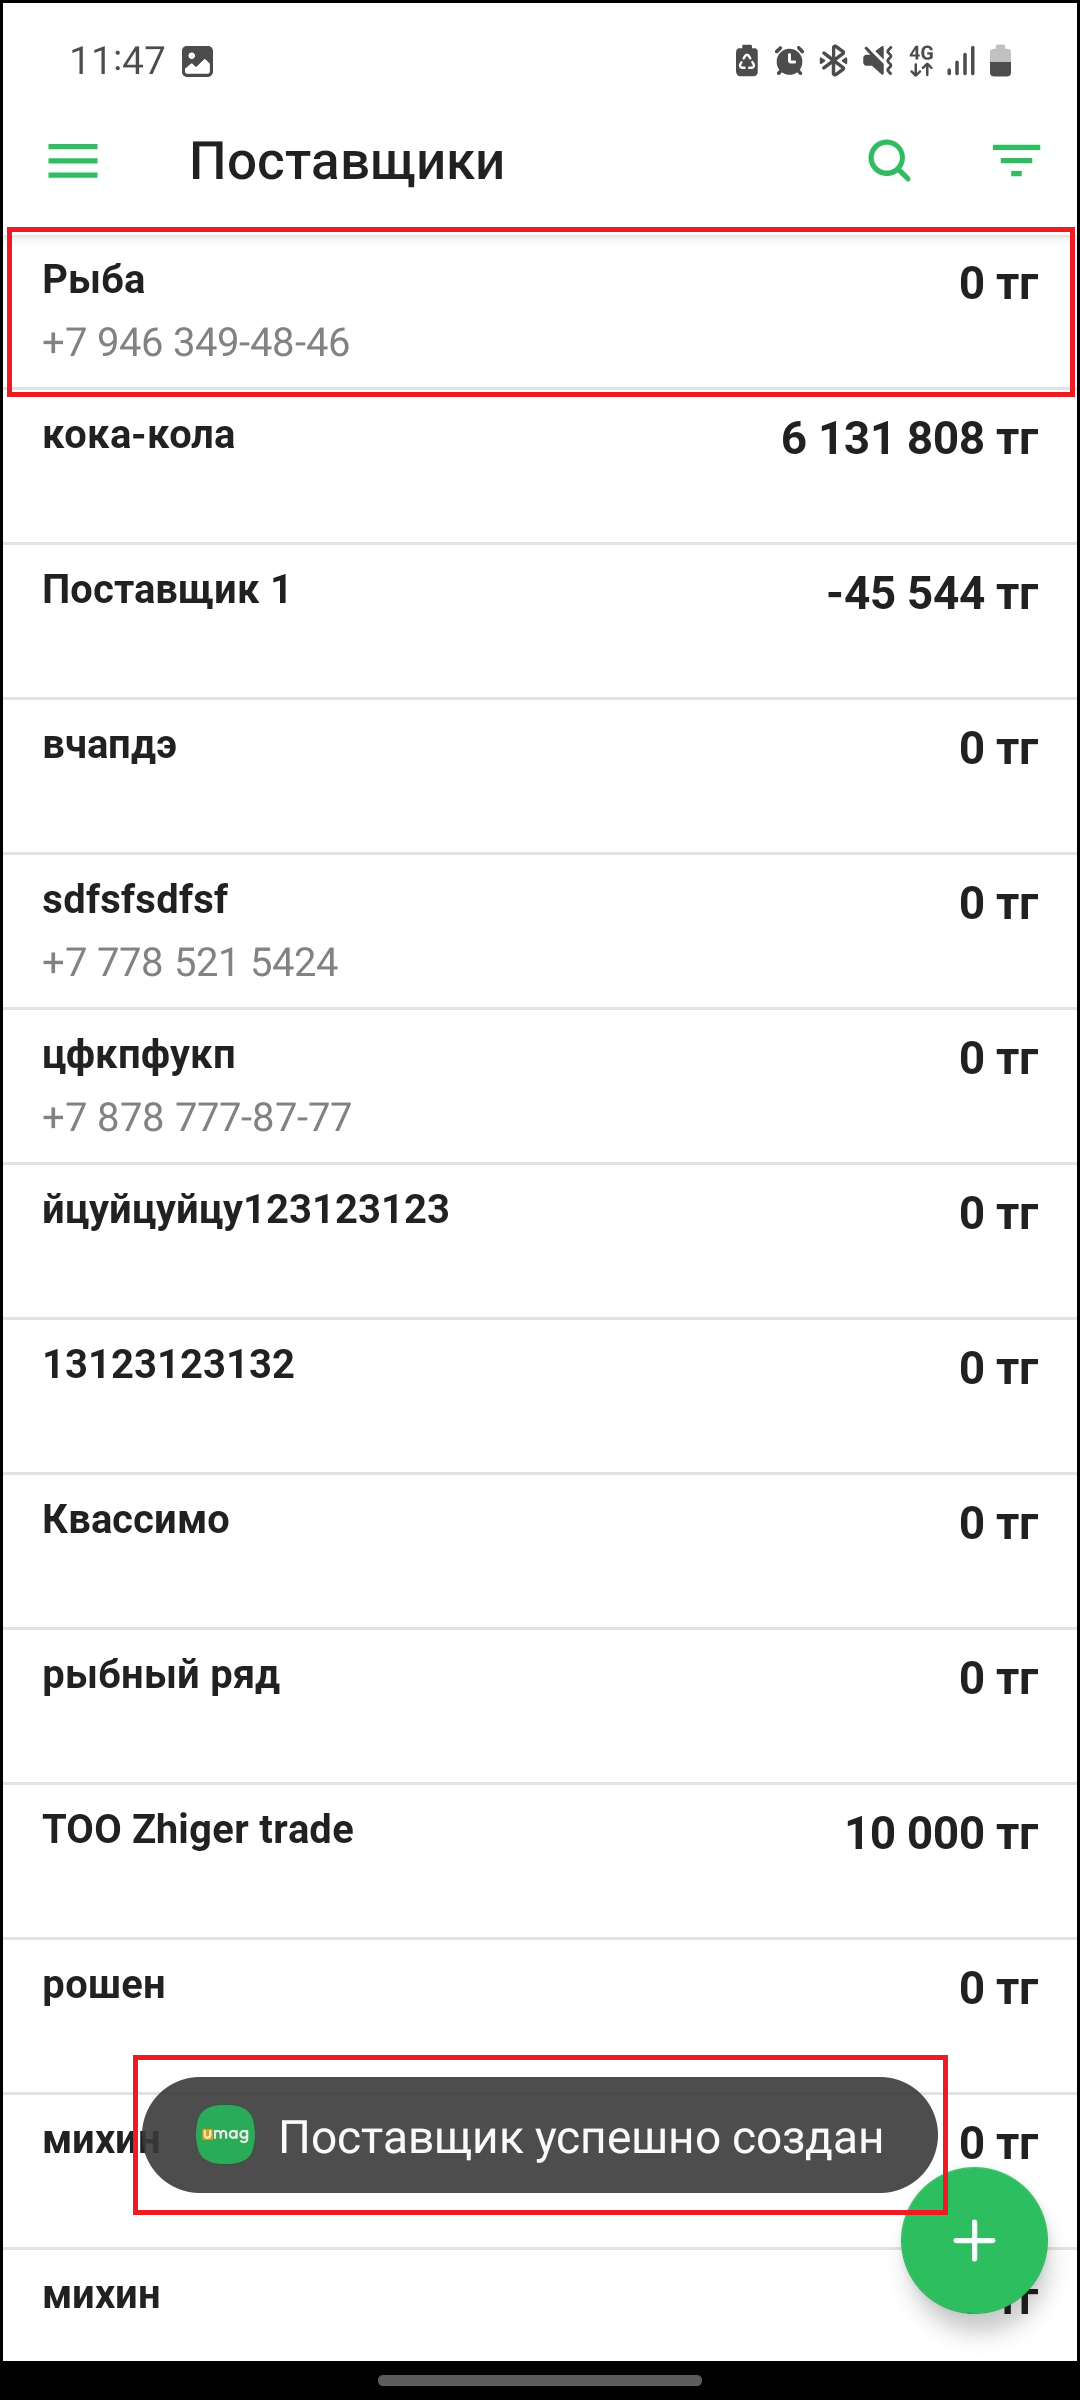 11:47
4G
Поставщики
Рыба
0 тг
+7 946 349-48-46
кока-кола
6 131 808 тг
Поставщик 1
-45 544 тг
вчапдэ
0 тг
sdfsfsdfsf
0 тг
+7 778 521 5424
цфкпфукп
0 тг
+7 878 777-87-77
йцуйцуйцу123123123
0 тг
13123123132
0 тг
Квассимо
0 тг
рыбный ряд
0 тг
ТОО Zhiger trade
10 000 тг
рошен
0 тг
михин
0 тг
umag
Поставщик успешно создан
михин